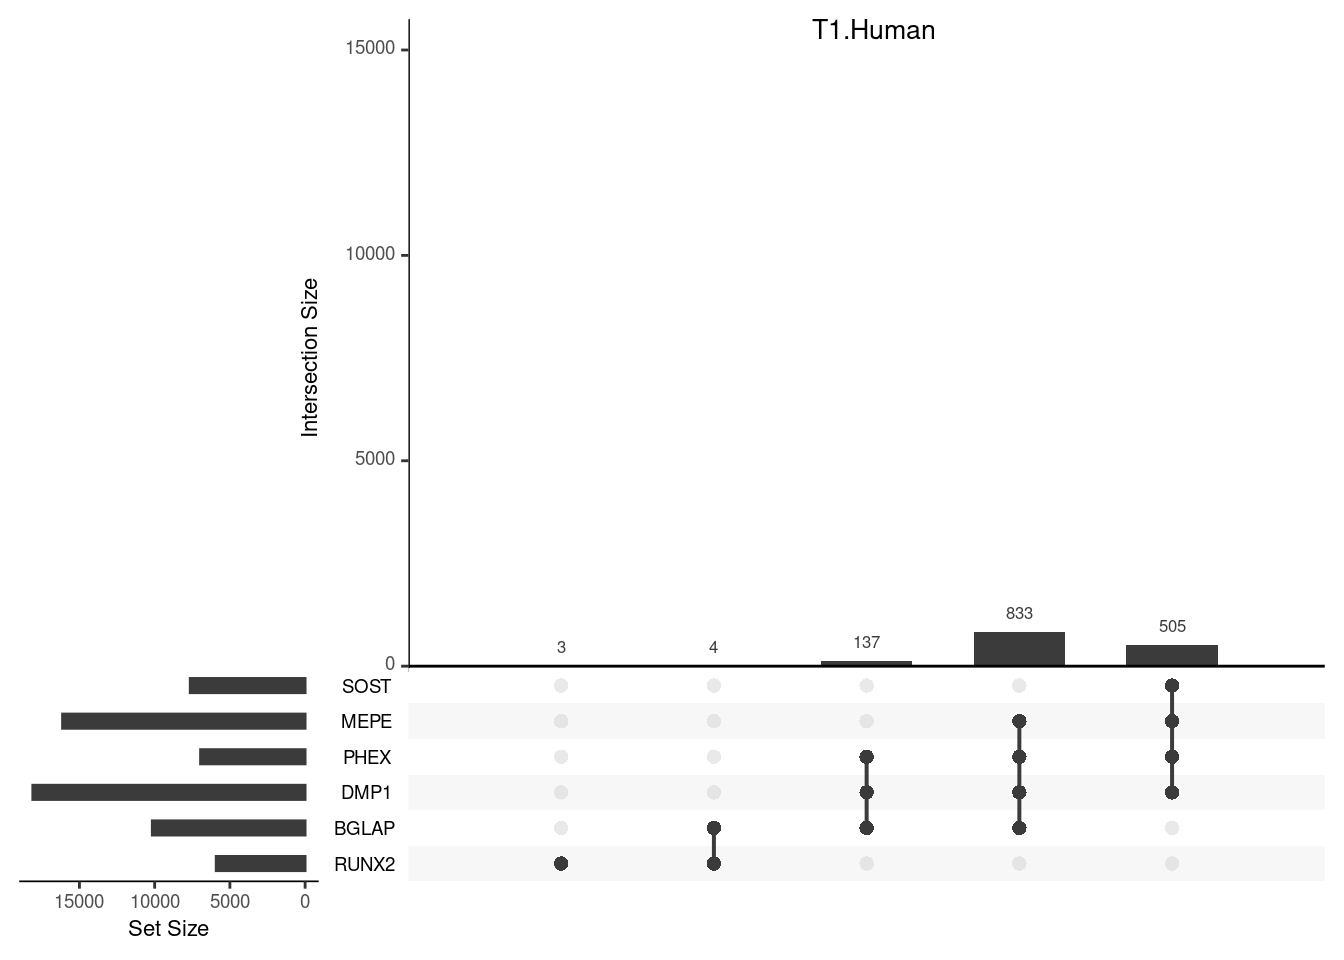 T1.Human
15000
10000
5000
0
Intersection Size
3
4
137
833
505
SOST
MEPE
PHEX
DMP1
BGLAP
RUNX2
15000 10000 5000 0
Set Size